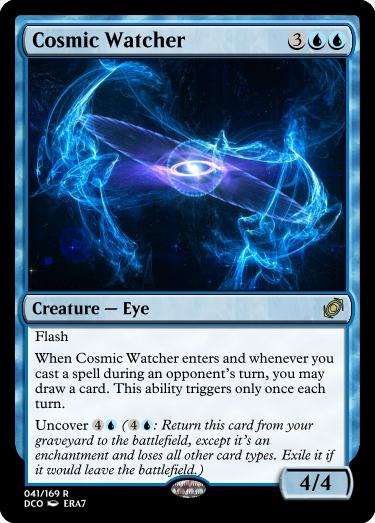 Cosmic Watcher 3
Creature — Eye
Flash
When Cosmic Watcher enters and whenever you
cast a spell during an opponent's turn, you may
draw a card. This ability triggers only once each
turn.
Uncover 4 (4 : Return this card from your
graveyard to the battlefield, except it's an
enchantment and loses all other card types. Exile it if
it would leave the battlefield.)
4/4
041/169 R
DCO ERA7